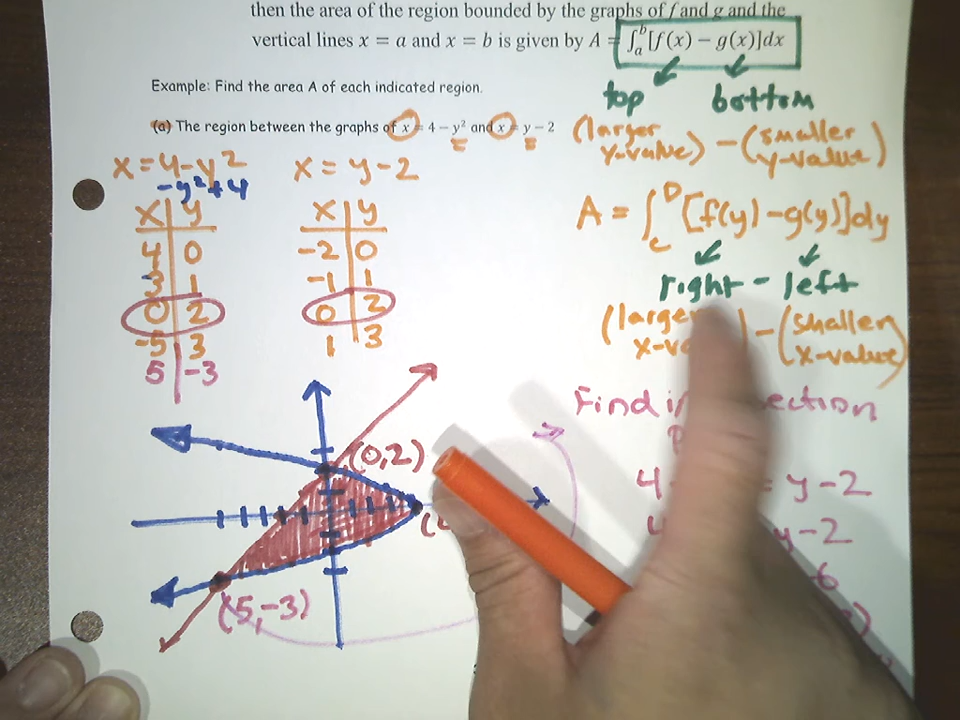 then the area of the region bounded by the graphs of f and g and the
vertical lines x = a and x = b is given by A = ∫ₐᵇ[f(x) − g(x)]dx
top bottom
Example: Find the area A of each indicated region.
(a) The region between the graphs of x = 4 − y² and x = y − 2
(larger y-value) − (smaller y-value)
x = 4−y²
−y²+4
x = y−2
A = ∫ [f(y) − g(y)]dy
right − left
x y
4 0
3 1
0 2
-5 3
5 -3
x y
-2 0
-1 1
0 2
1 3
(larger − (smaller
x-value)
Find
4 y−2
y−2
6
(0,2)
(5,−3)